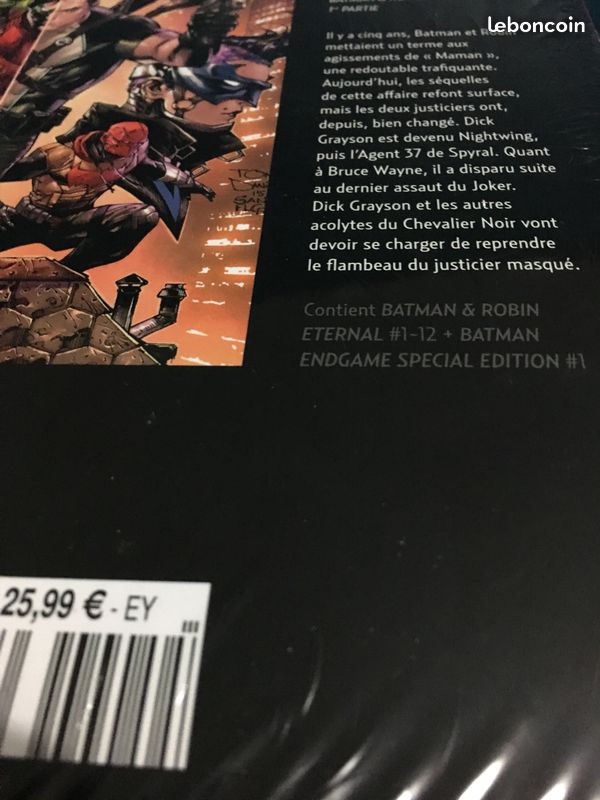 leboncoin
1re PARTIE
Il y a cinq ans, Batman et Robin
mettaient un terme aux
agissements de « Maman »,
une redoutable trafiquante.
Aujourd'hui, les séquelles
de cette affaire refont surface,
mais les deux justiciers ont,
depuis, bien changé. Dick
Grayson est devenu Nightwing,
puis l'Agent 37 de Spyral. Quant
à Bruce Wayne, il a disparu suite
au dernier assaut du Joker.
Dick Grayson et les autres
acolytes du Chevalier Noir vont
devoir se charger de reprendre
le flambeau du justicier masqué.
Contient BATMAN & ROBIN
ETERNAL #1-12 + BATMAN
ENDGAME SPECIAL EDITION #1
25,99 € - EY